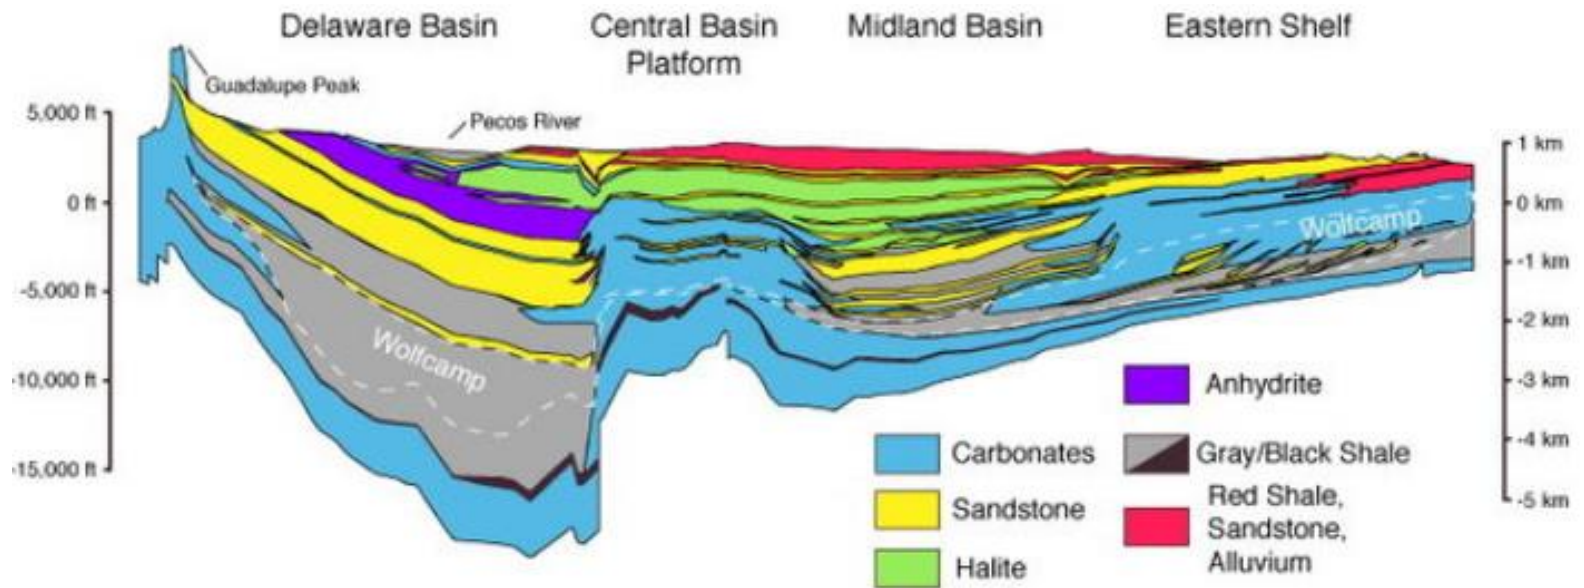 Delaware Basin
Central Basin
Platform
Midland Basin
Eastern Shelf
Guadalupe Peak
Pecos River
5,000 ft
0 ft
-5,000 ft
-10,000 ft
-15,000 ft
1 km
0 km
-1 km
-2 km
-3 km
-4 km
-5 km
Wolfcamp
Wolfcamp
Carbonates
Sandstone
Halite
Anhydrite
Gray/Black Shale
Red Shale,
Sandstone,
Alluvium